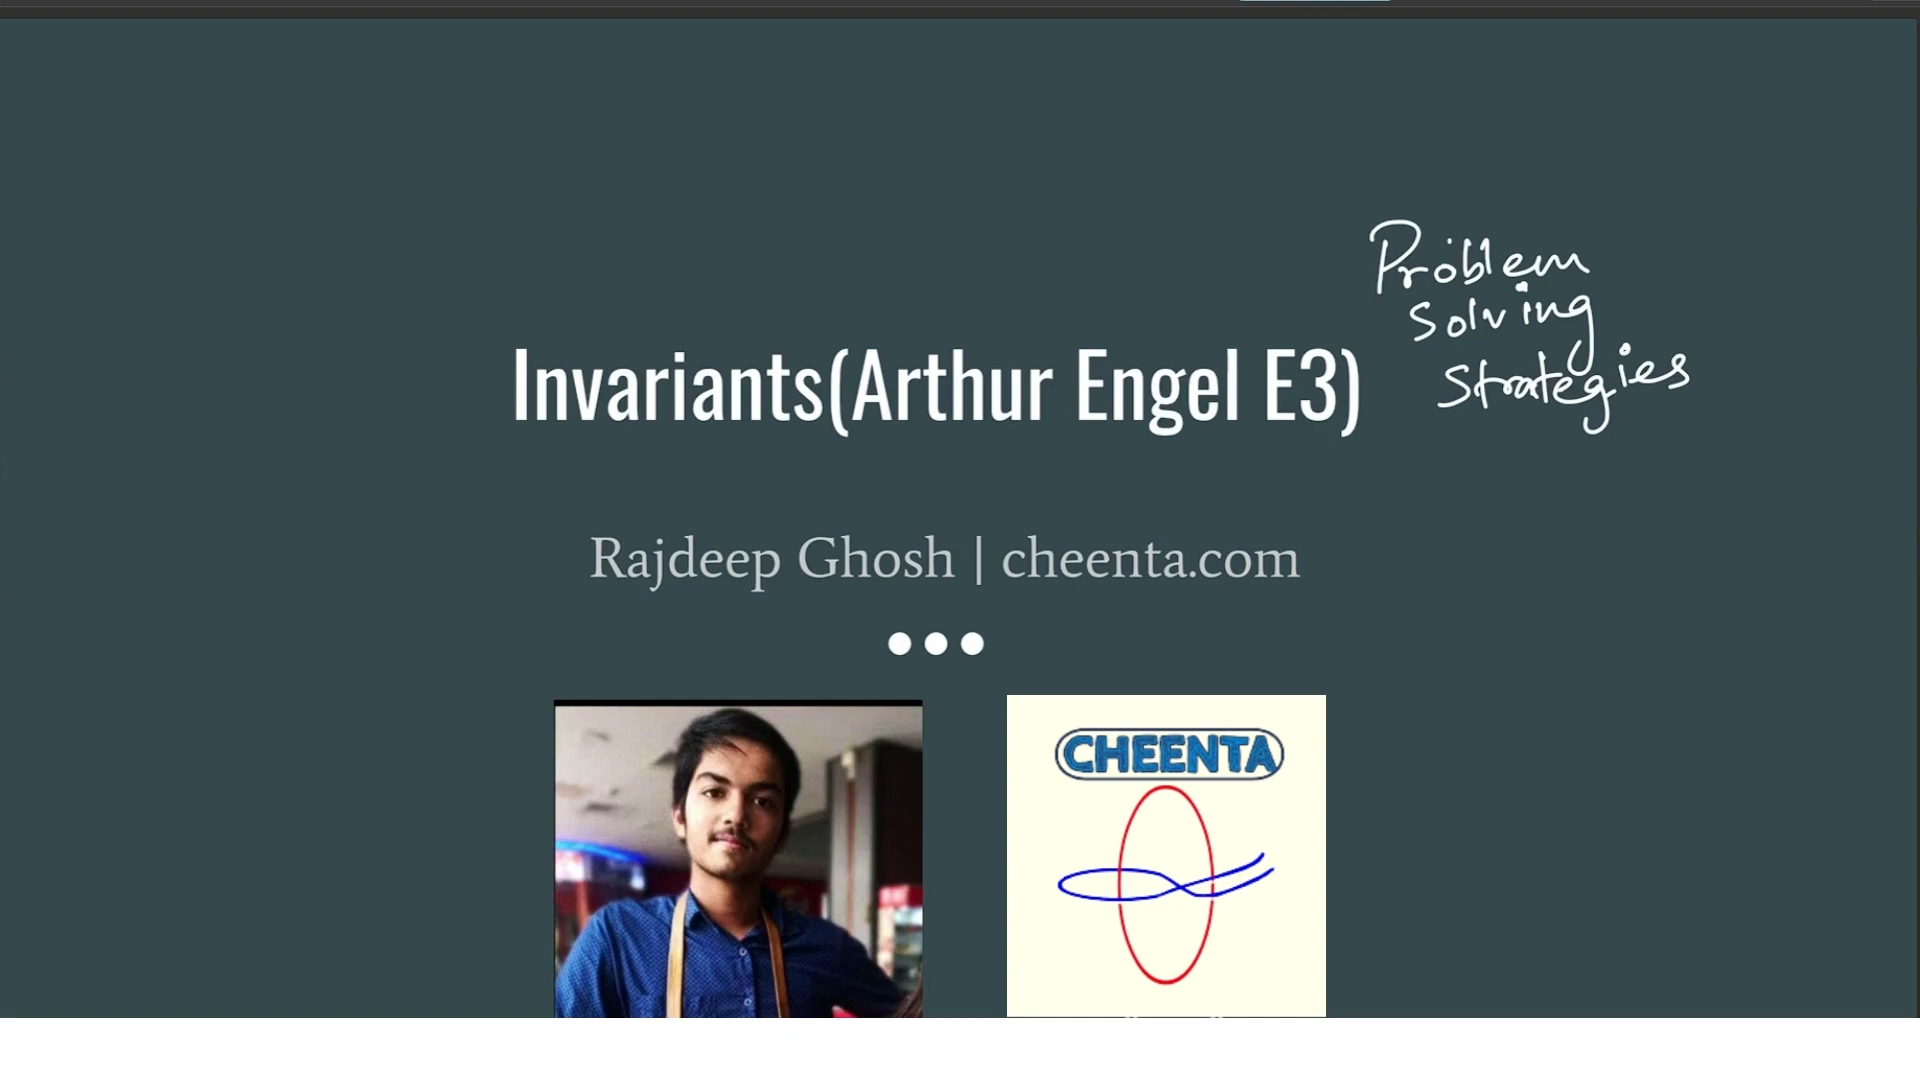 Problem
Solving
Strategies
Invariants(Arthur Engel E3)
Rajdeep Ghosh | cheenta.com
CHEENTA